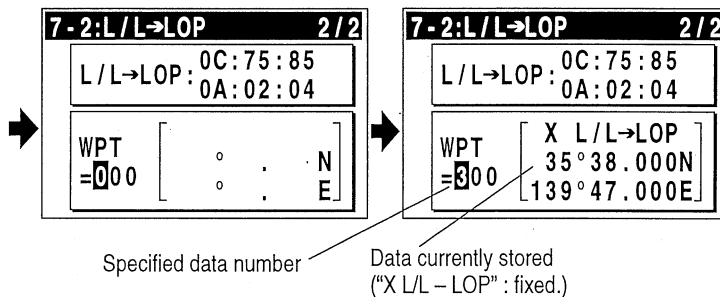 7-2:L/L➔LOP 2/2
L/L→LOP: 0C:75:85
0A:02:04
WPT
=000
° . N
° . E
7-2:L/L➔LOP 2/2
L/L→LOP: 0C:75:85
0A:02:04
WPT
=300
X L/L→LOP
35°38.000N
139°47.000E
Specified data number
Data currently stored
("X L/L – LOP" : fixed.)